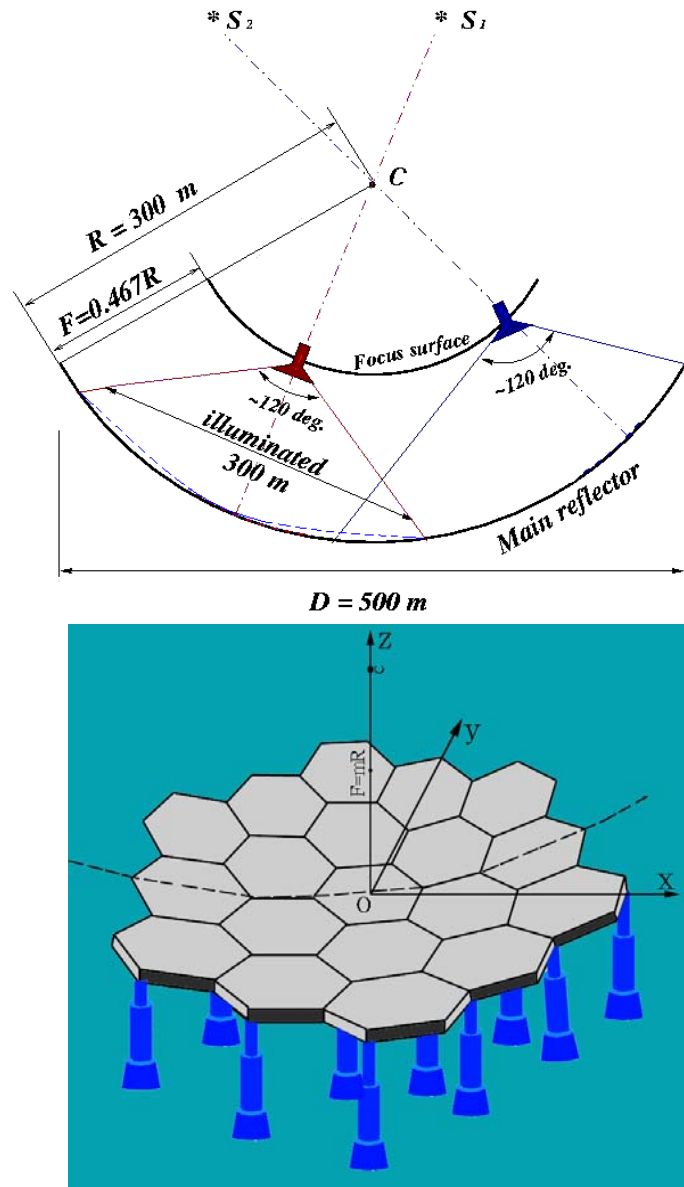 * S₂
* S₁
C
R = 300 m
F=0.467R
Focus surface
~120 deg.
~120 deg.
illuminated
300 m
Main reflector
D = 500 m
Z
c
y
F=mR
O
X